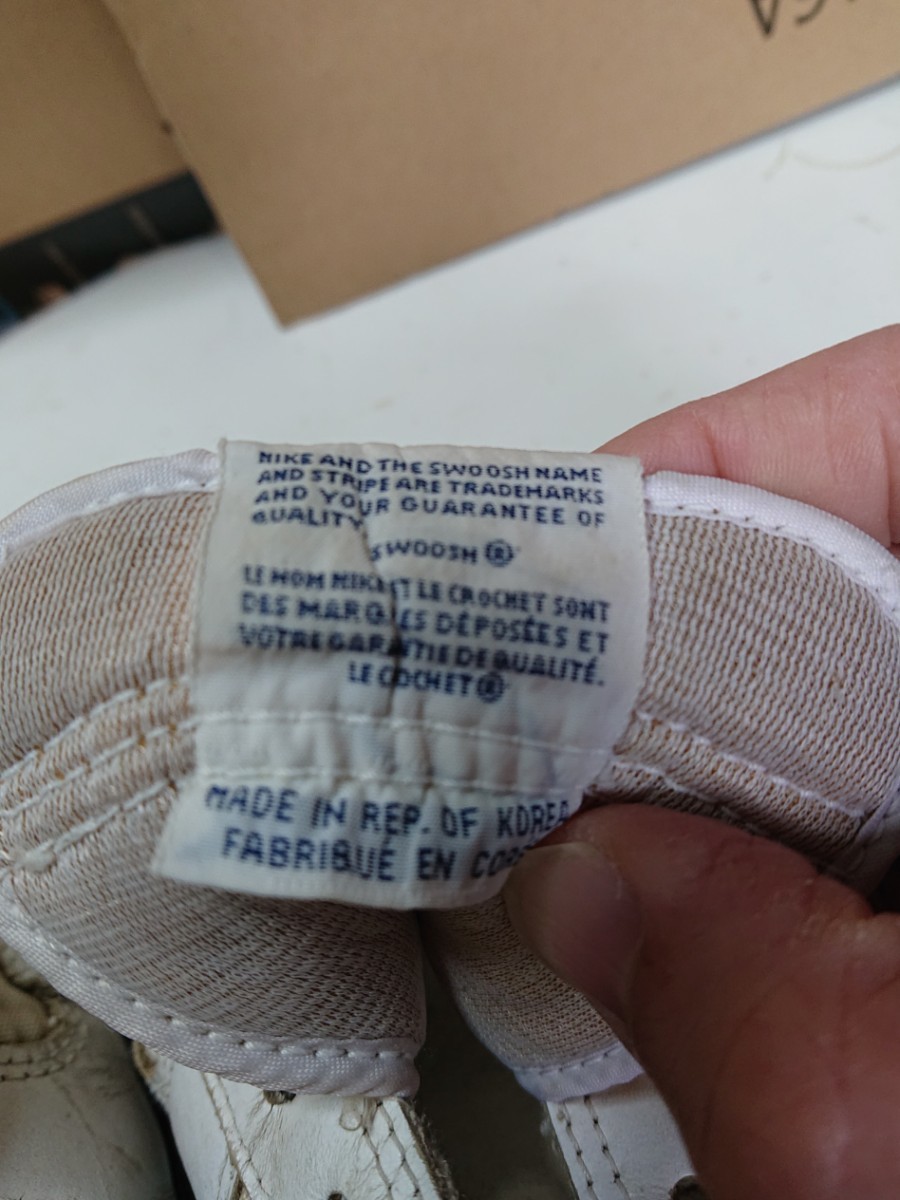 NIKE AND THE SWOOSH NAME
AND STRIPE ARE TRADEMARKS
AND YOUR GUARANTEE OF
QUALITY
SWOOSH ®
LE NOM NIKE ET LE CROCHET SONT
DES MARQUES DÉPOSÉES ET
VOTRE GARANTIE DE QUALITÉ.
LE COCHET ®
MADE IN REP. OF KOREA
FABRIQUÉ EN